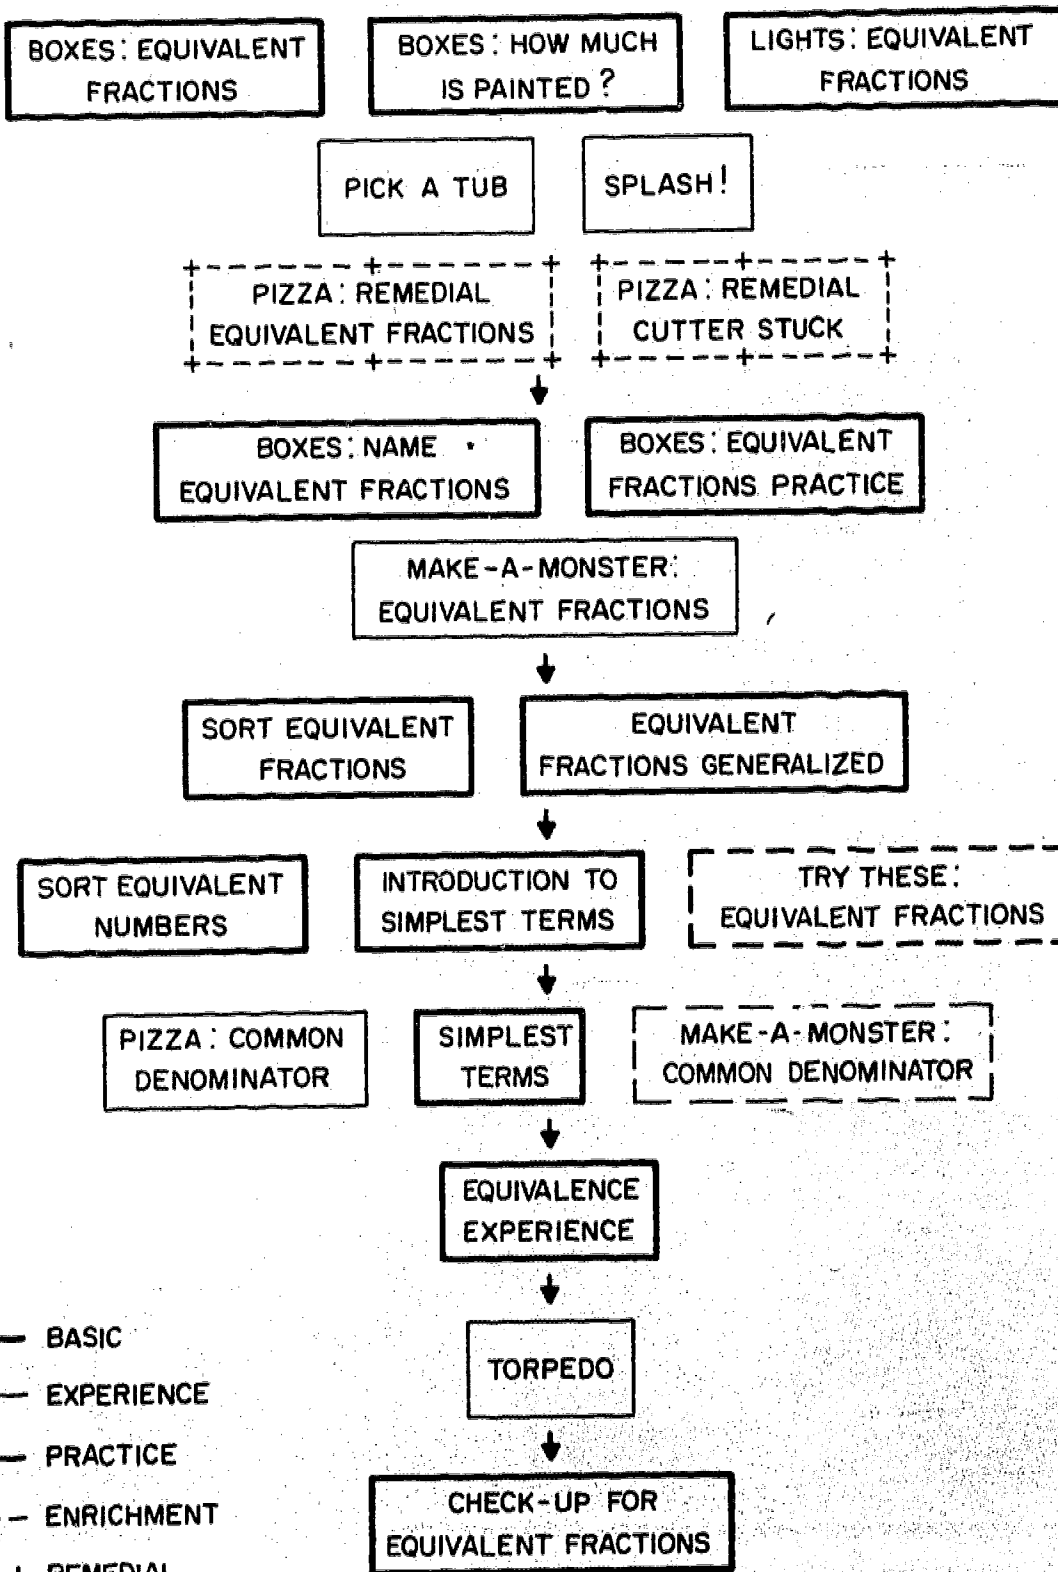 BOXES: EQUIVALENT
FRACTIONS
BOXES: HOW MUCH
IS PAINTED?
LIGHTS: EQUIVALENT
FRACTIONS
PICK A TUB
SPLASH!
PIZZA: REMEDIAL
EQUIVALENT FRACTIONS
PIZZA: REMEDIAL
CUTTER STUCK
BOXES: NAME
EQUIVALENT FRACTIONS
BOXES: EQUIVALENT
FRACTIONS PRACTICE
MAKE-A-MONSTER:
EQUIVALENT FRACTIONS
SORT EQUIVALENT
FRACTIONS
EQUIVALENT
FRACTIONS GENERALIZED
SORT EQUIVALENT
NUMBERS
INTRODUCTION TO
SIMPLEST TERMS
TRY THESE:
EQUIVALENT FRACTIONS
PIZZA: COMMON
DENOMINATOR
SIMPLEST
TERMS
MAKE-A-MONSTER:
COMMON DENOMINATOR
EQUIVALENCE
EXPERIENCE
TORPEDO
CHECK-UP FOR
EQUIVALENT FRACTIONS
BASIC
EXPERIENCE
PRACTICE
ENRICHMENT
REMEDIAL